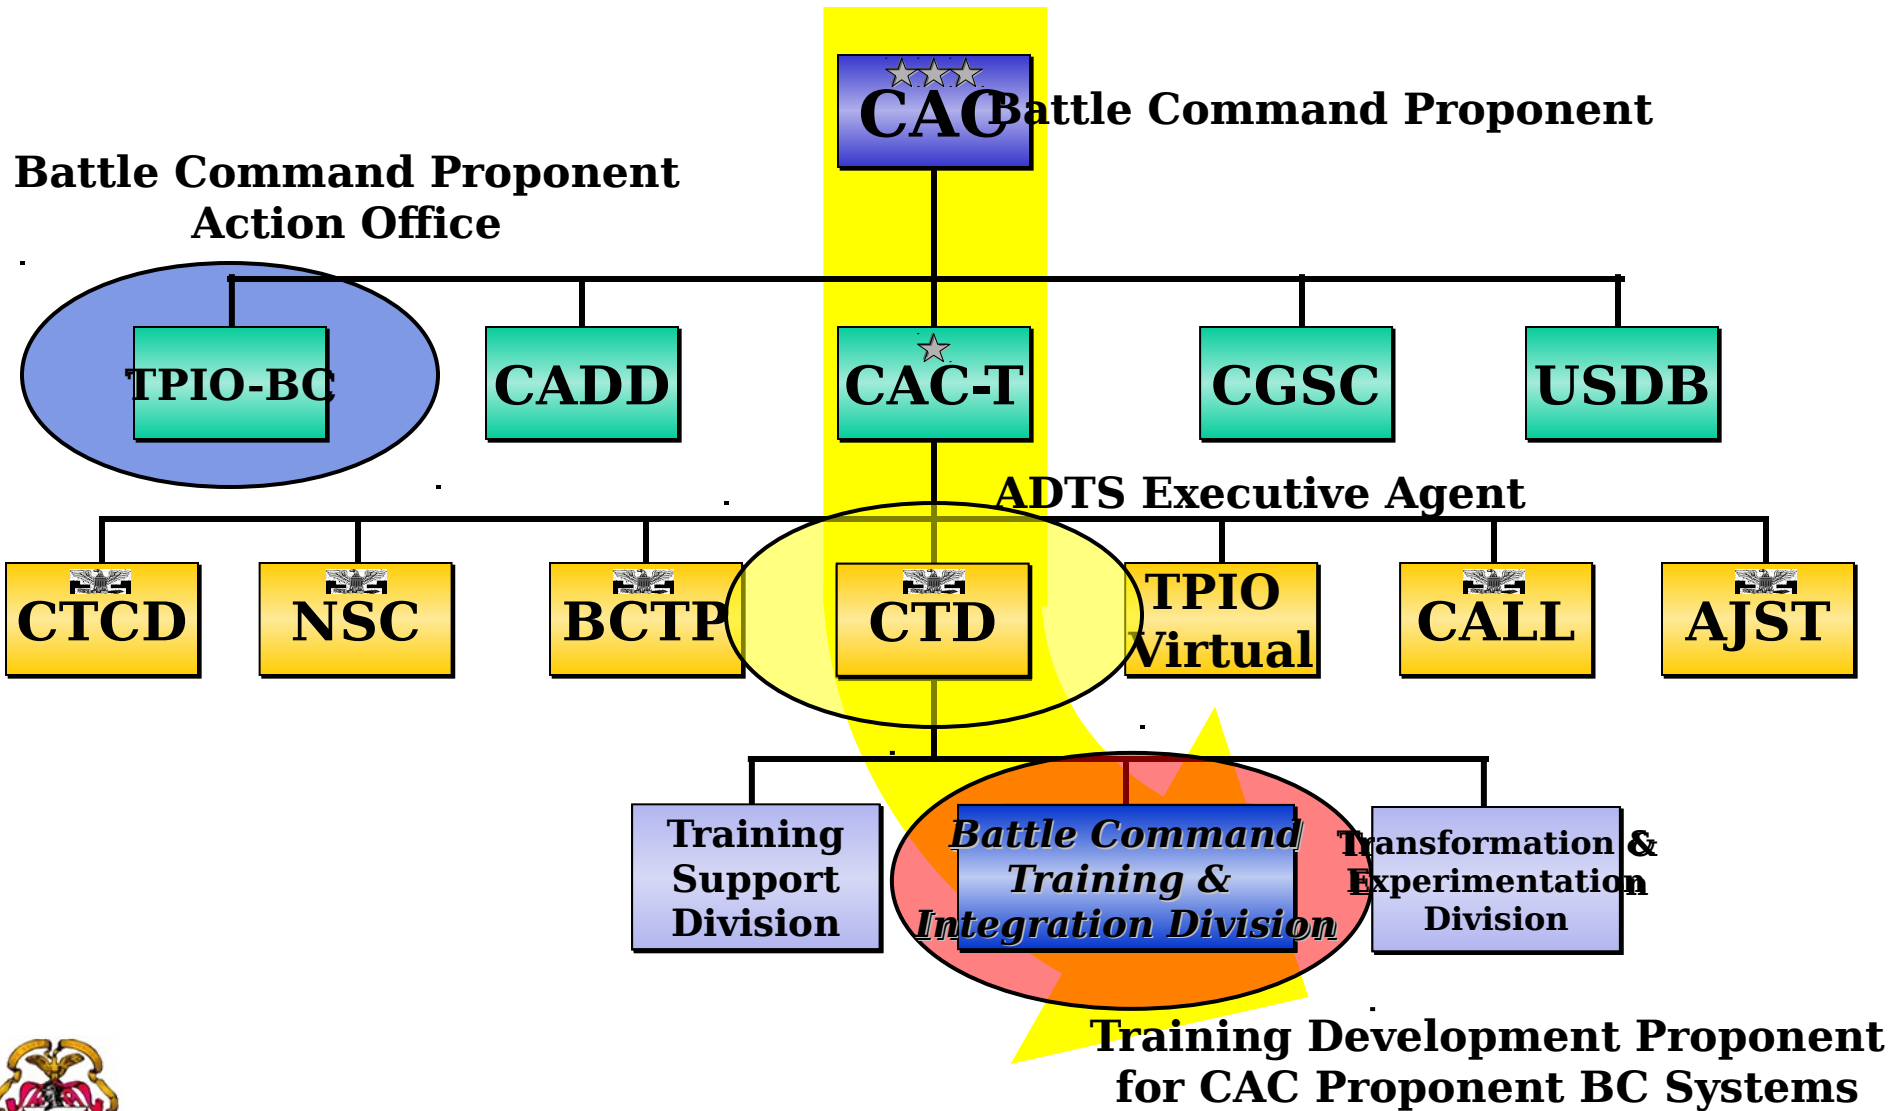 CAC
Battle Command Proponent
Battle Command Proponent
Action Office
TPIO-BC
CADD
CAC-T
CGSC
USDB
ADTS Executive Agent
CTCD
NSC
BCTP
CTD
TPIO
Virtual
CALL
AJST
Training
Support
Division
Battle Command
Training &
Integration Division
Transformation &
Experimentation
Division
Training Development Proponent
for CAC Proponent BC Systems